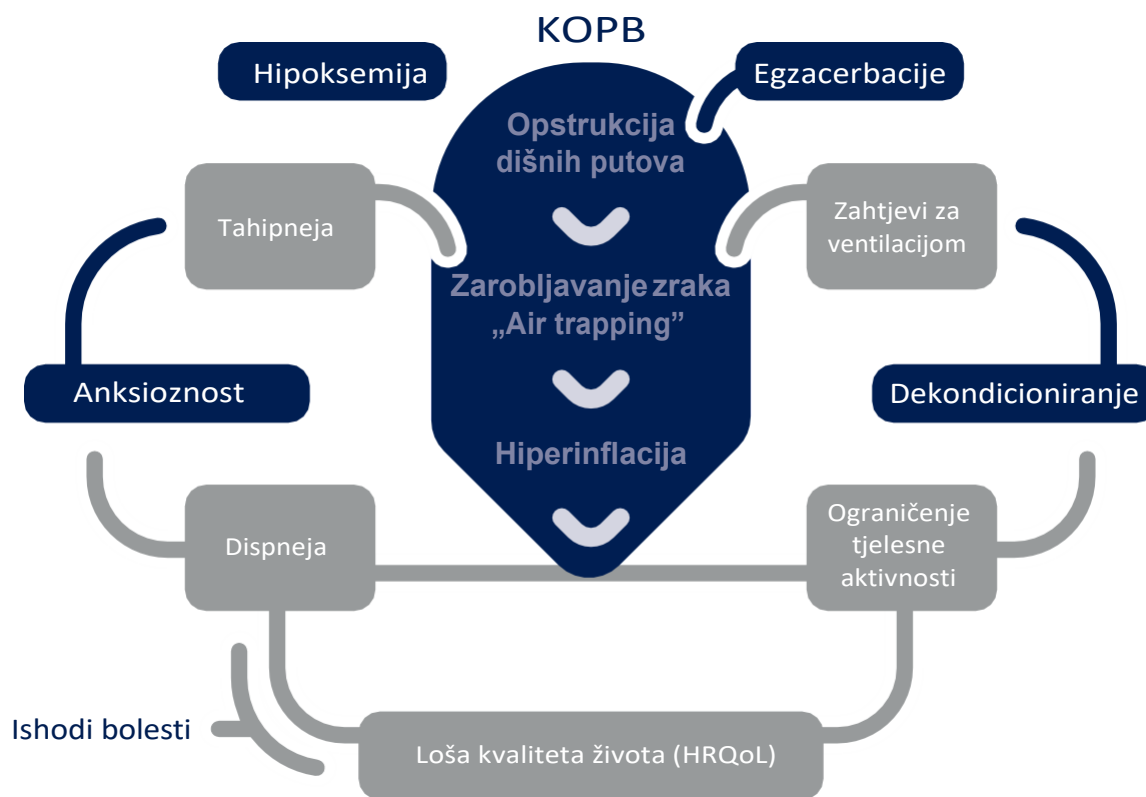 KOPB
Hipoksemija
Egzacerbacije
Opstrukcija
dišnih putova
Tahipneja
Zahtjevi za
ventilacijom
Zarobljavanje zraka
„Air trapping”
Anksioznost
Dekondicioniranje
Hiperinflacija
Dispneja
Ograničenje
tjelesne
aktivnosti
Ishodi bolesti
Loša kvaliteta života (HRQoL)